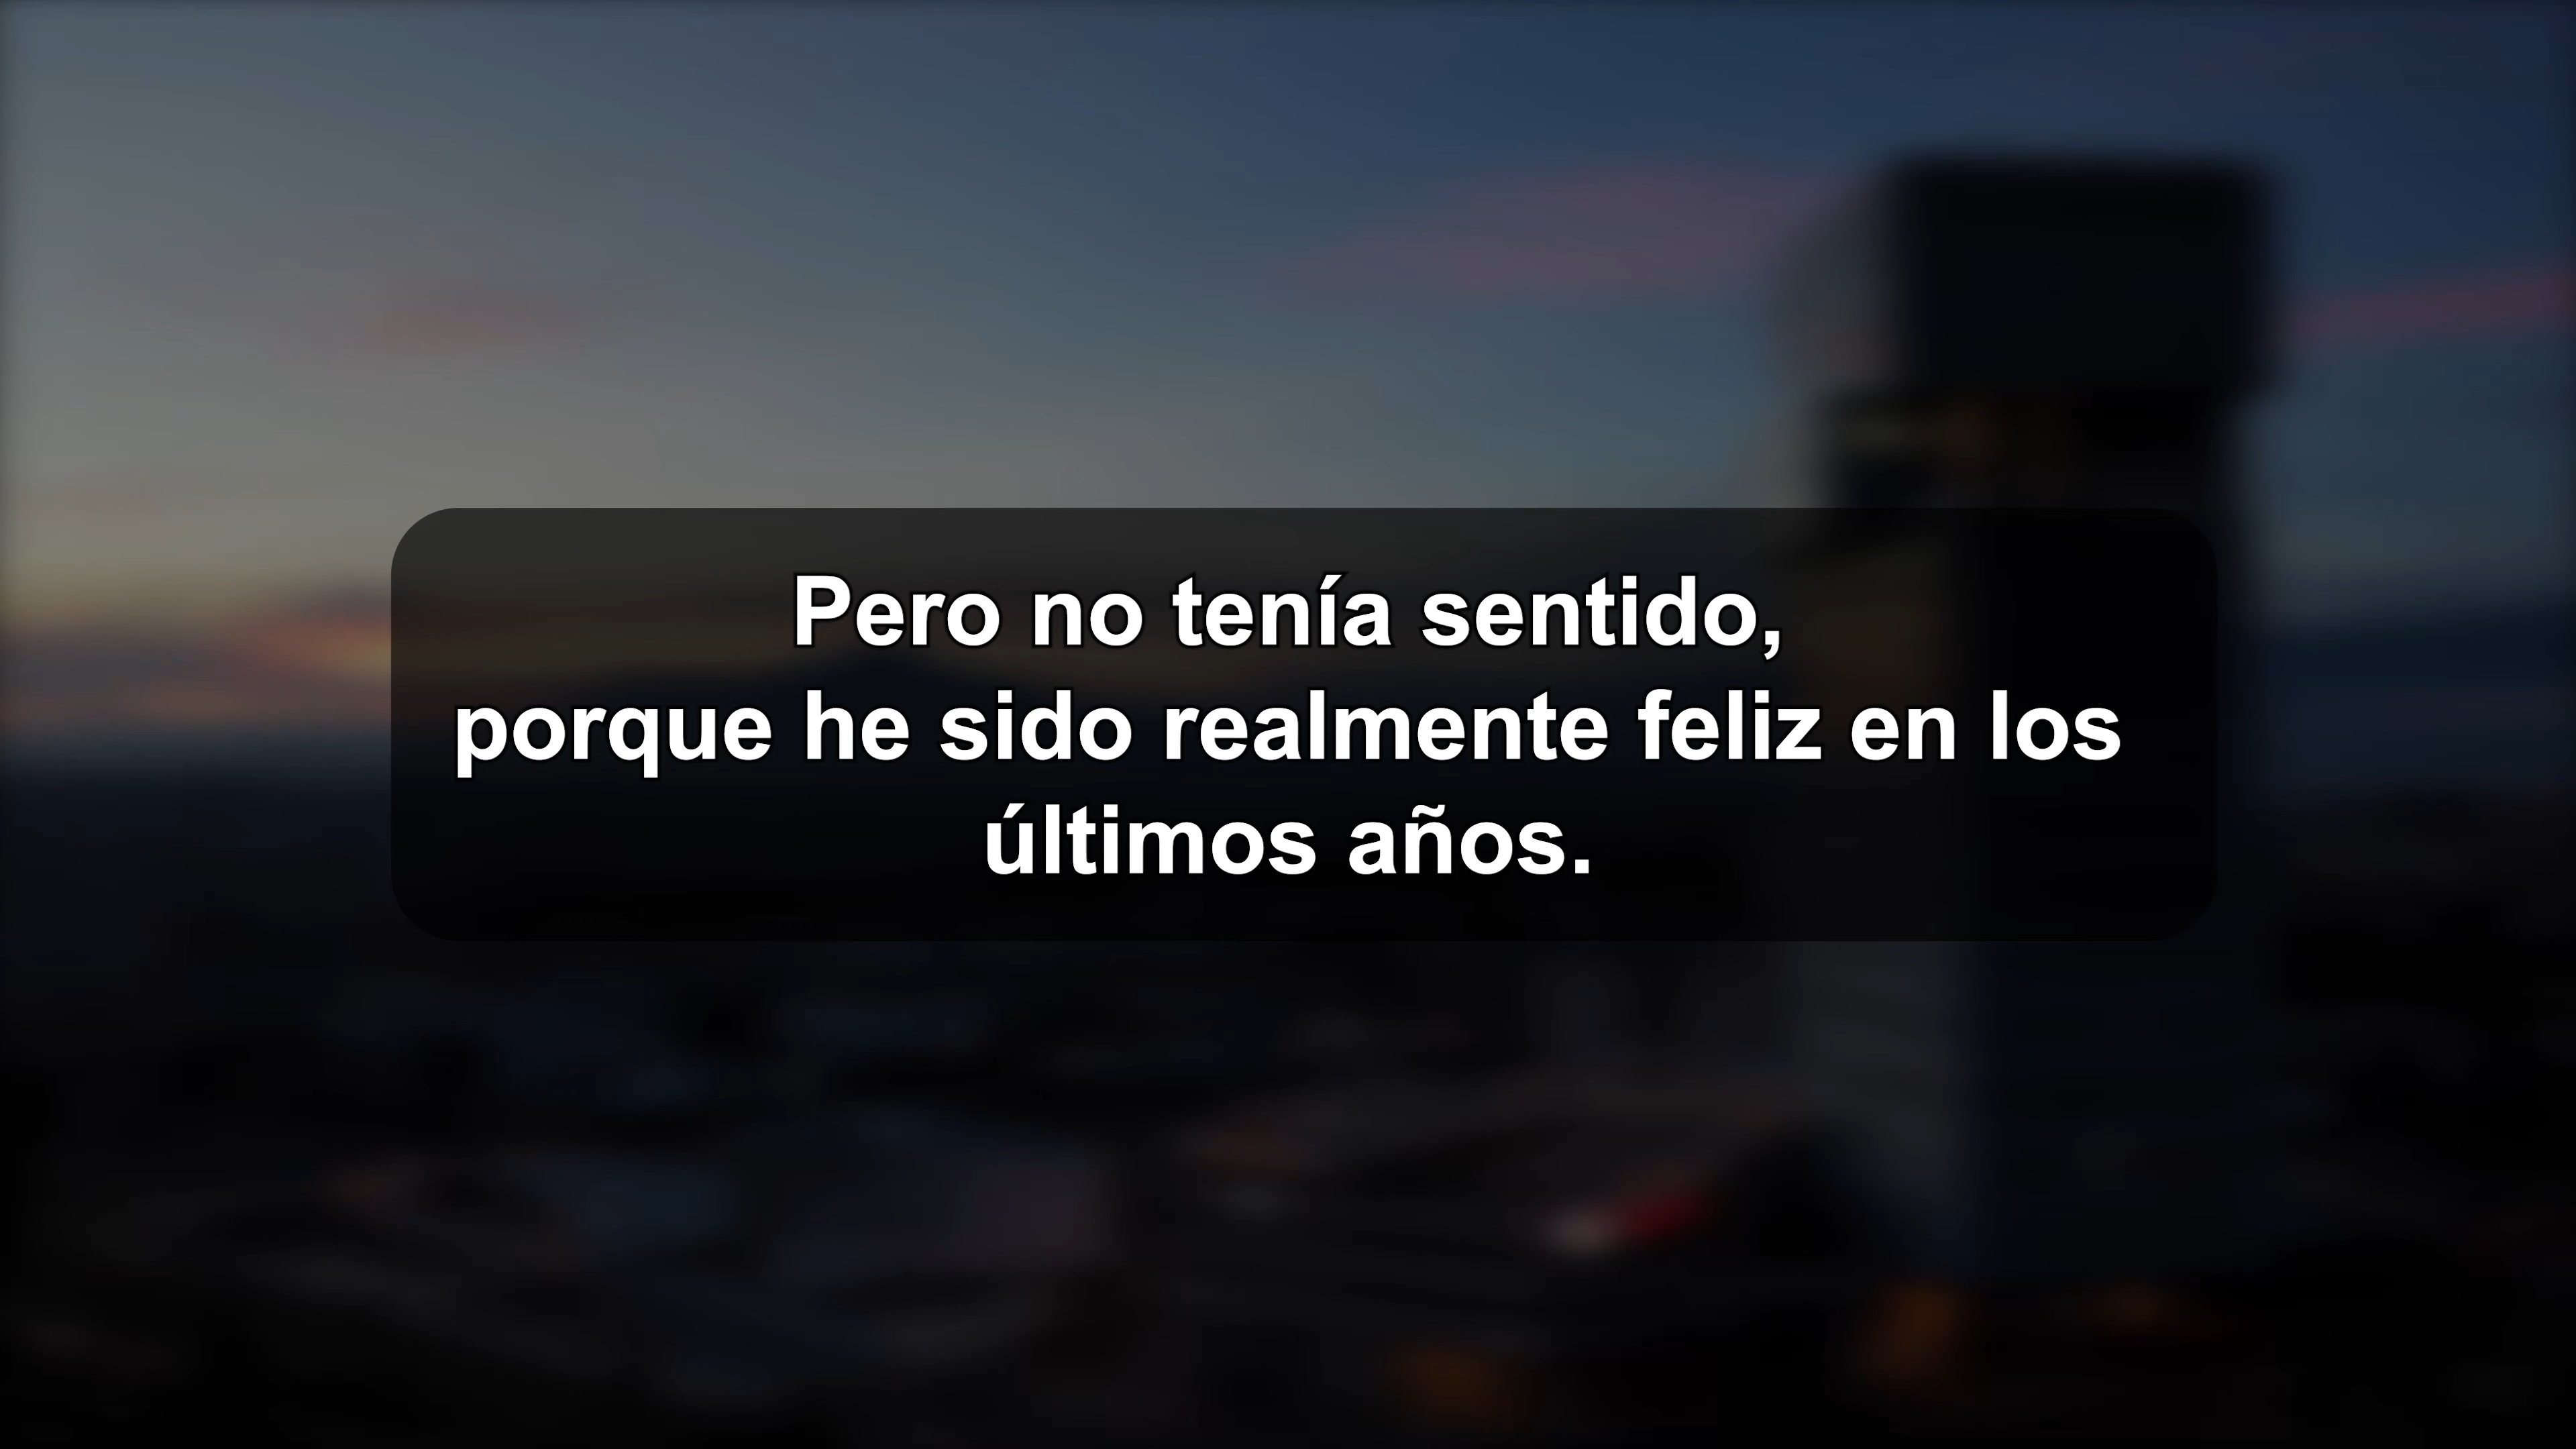 Pero no tenía sentido,
porque he sido realmente feliz en los
últimos años.